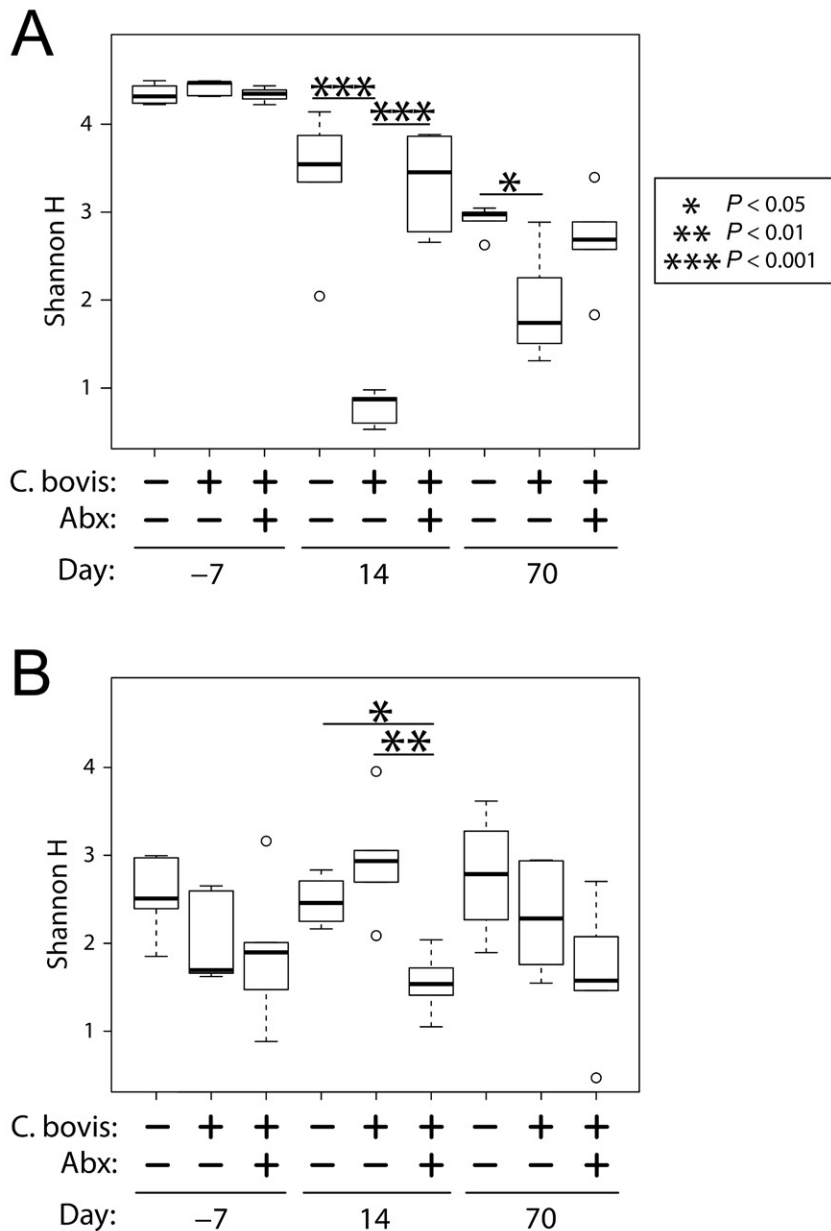 A
*** 
***
*
4
3
2
1
Shannon H
* P < 0.05
** P < 0.01
*** P < 0.001
C. bovis: − + + − + + − + +
Abx: − − + − − + − − +
Day: −7 14 70
B
*
**
4
3
2
1
Shannon H
C. bovis: − + + − + + − + +
Abx: − − + − − + − − +
Day: −7 14 70